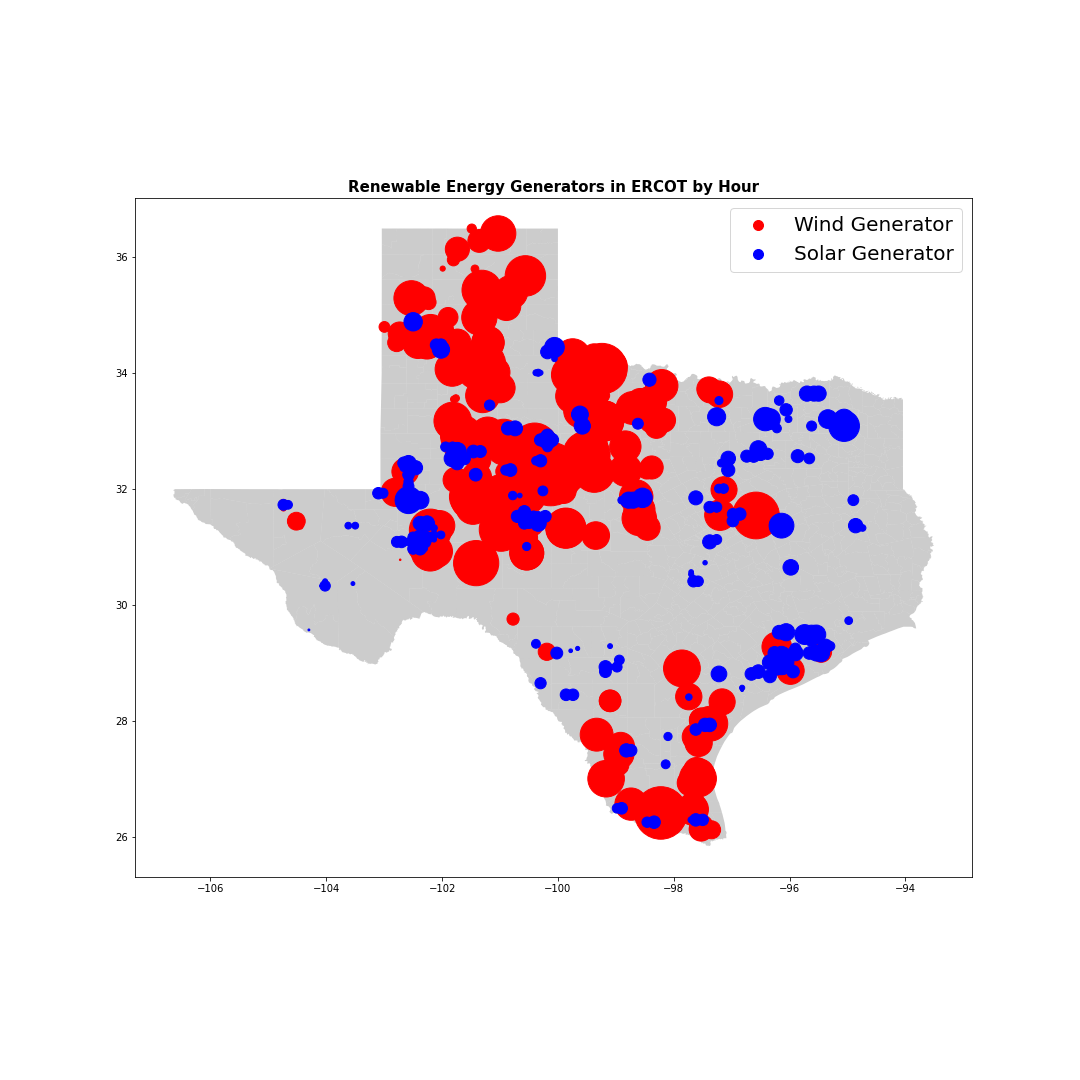 Renewable Energy Generators in ERCOT by Hour
Wind Generator
Solar Generator
36
34
32
30
28
26
−106 −104 −102 −100 −98 −96 −94